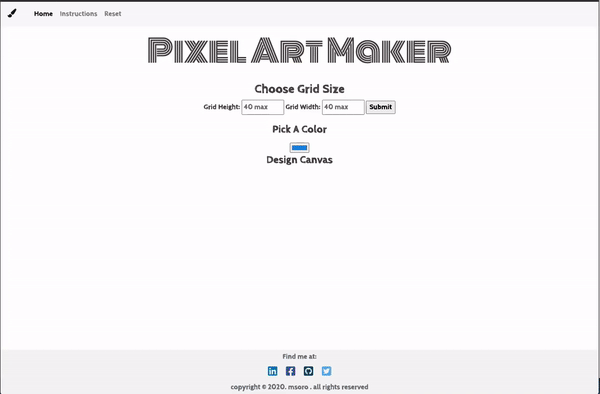 Home Instructions Reset
Pixel Art Maker
Choose Grid Size
Grid Height: 40 max Grid Width: 40 max Submit
Pick A Color
Design Canvas
Find me at:
copyright © 2020. msoro . all rights reserved